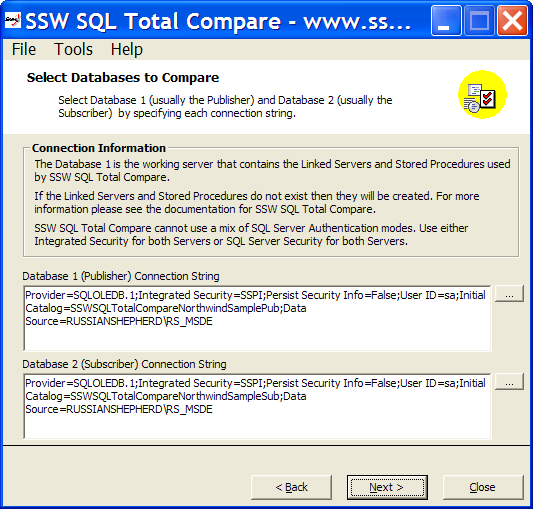 SSW SQL Total Compare - www.ss...
File Tools Help
Select Databases to Compare
Select Database 1 (usually the Publisher) and Database 2 (usually the
Subscriber) by specifying each connection string.
Connection Information
The Database 1 is the working server that contains the Linked Servers and Stored Procedures used
by SSW SQL Total Compare.
If the Linked Servers and Stored Procedures do not exist then they will be created. For more
information please see the documentation for SSW SQL Total Compare.
SSW SQL Total Compare cannot use a mix of SQL Server Authentication modes. Use either
Integrated Security for both Servers or SQL Server Security for both Servers.
Database 1 (Publisher) Connection String
Provider=SQLOLEDB.1;Integrated Security=SSPI;Persist Security Info=False;User ID=sa;Initial
Catalog=SSWSQLTotalCompareNorthwindSamplePub;Data
Source=RUSSIANSHEPHERD\RS_MSDE
...
Database 2 (Subscriber) Connection String
Provider=SQLOLEDB.1;Integrated Security=SSPI;Persist Security Info=False;User ID=sa;Initial
Catalog=SSWSQLTotalCompareNorthwindSampleSub;Data
Source=RUSSIANSHEPHERD\RS_MSDE
...
< Back
Next >
Close